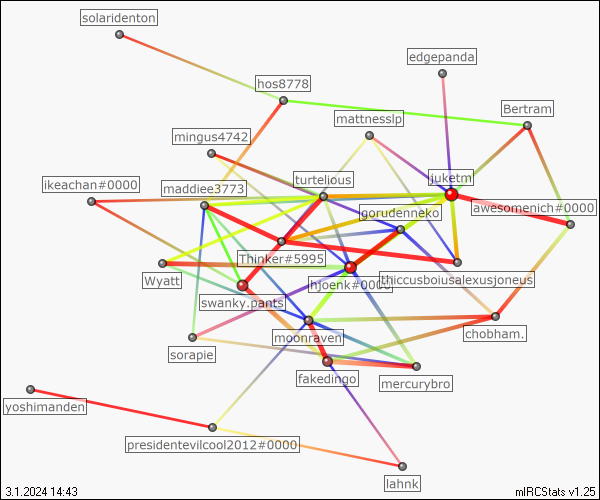 solaridenton
edgepanda
hos8778
Bertram
mattnesslp
mingus4742
turtelious
juketm
ikeachan#0000
maddiee3773
awesomenich#0000
gorudenneko
Thinker#5995
Wyatt
hjoenk#0000
thiccusboiusalexusjoneus
swanky.pants
moonraven
chobham.
sorapie
fakedingo
mercurybro
yoshimanden
presidentevilcool2012#0000
lahnk
3.1.2024 14:43
mIRCStats v1.25